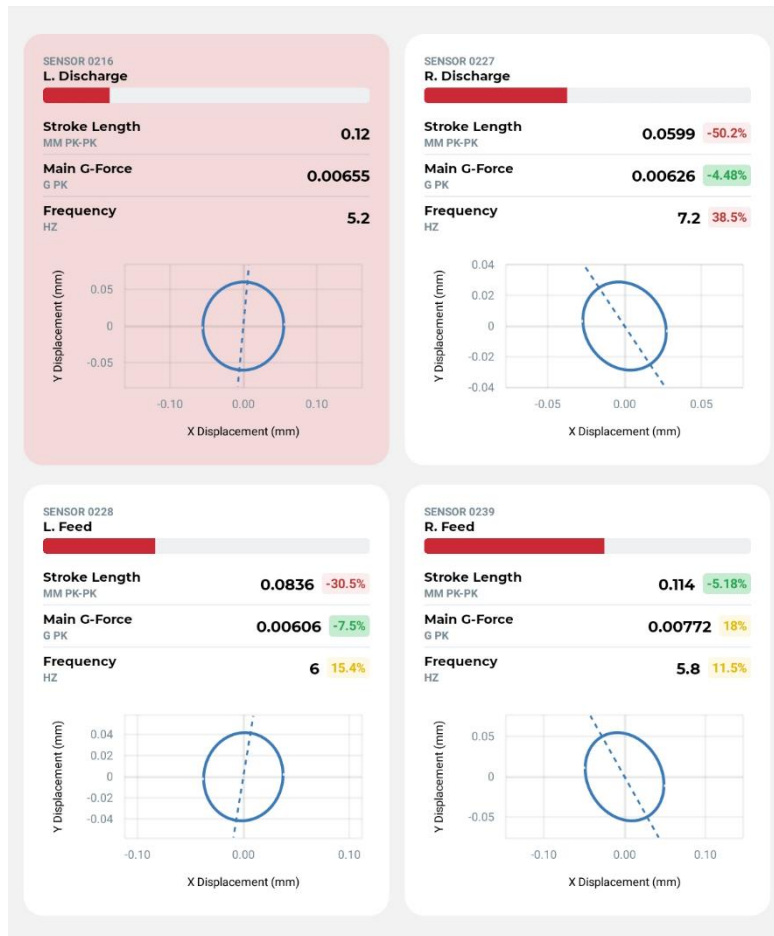 SENSOR 0216
L. Discharge
Stroke Length
MM PK-PK
0.12
Main G-Force
G PK
0.00655
Frequency
HZ
5.2
Y Displacement (mm)
0.05
0
-0.05
-0.10
0.00
0.10
X Displacement (mm)
SENSOR 0227
R. Discharge
Stroke Length
MM PK-PK
0.0599 -50.2%
Main G-Force
G PK
0.00626 -4.48%
Frequency
HZ
7.2 38.5%
Y Displacement (mm)
0.04
0.02
0
-0.02
-0.04
-0.05
0.00
0.05
X Displacement (mm)
SENSOR 0228
L. Feed
Stroke Length
MM PK-PK
0.0836 -30.5%
Main G-Force
G PK
0.00606 -7.5%
Frequency
HZ
6 15.4%
Y Displacement (mm)
0.04
0.02
0
-0.02
-0.04
-0.10
0.00
0.10
X Displacement (mm)
SENSOR 0239
R. Feed
Stroke Length
MM PK-PK
0.114 -5.18%
Main G-Force
G PK
0.00772 18%
Frequency
HZ
5.8 11.5%
Y Displacement (mm)
0.05
0
-0.05
-0.10
0.00
0.10
X Displacement (mm)